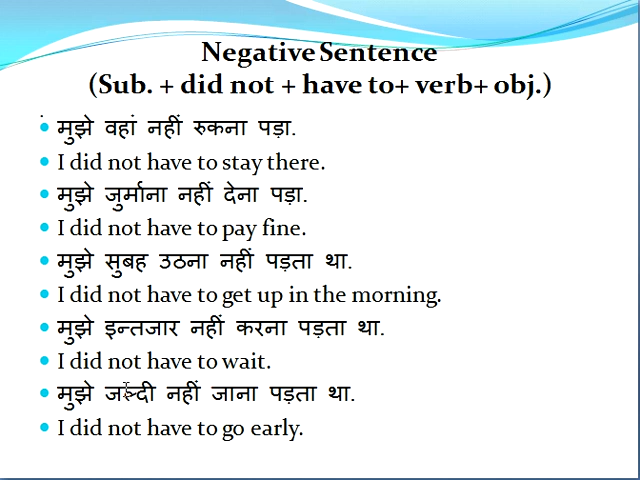 Negative Sentence
(Sub. + did not + have to+ verb+ obj.)
• मुझे वहां नहीं रुकना पड़ा.
• I did not have to stay there.
• मुझे जुर्माना नहीं देना पड़ा.
• I did not have to pay fine.
• मुझे सुबह उठना नहीं पड़ता था.
• I did not have to get up in the morning.
• मुझे इन्तजार नहीं करना पड़ता था.
• I did not have to wait.
• मुझे जल्दी नहीं जाना पड़ता था.
• I did not have to go early.